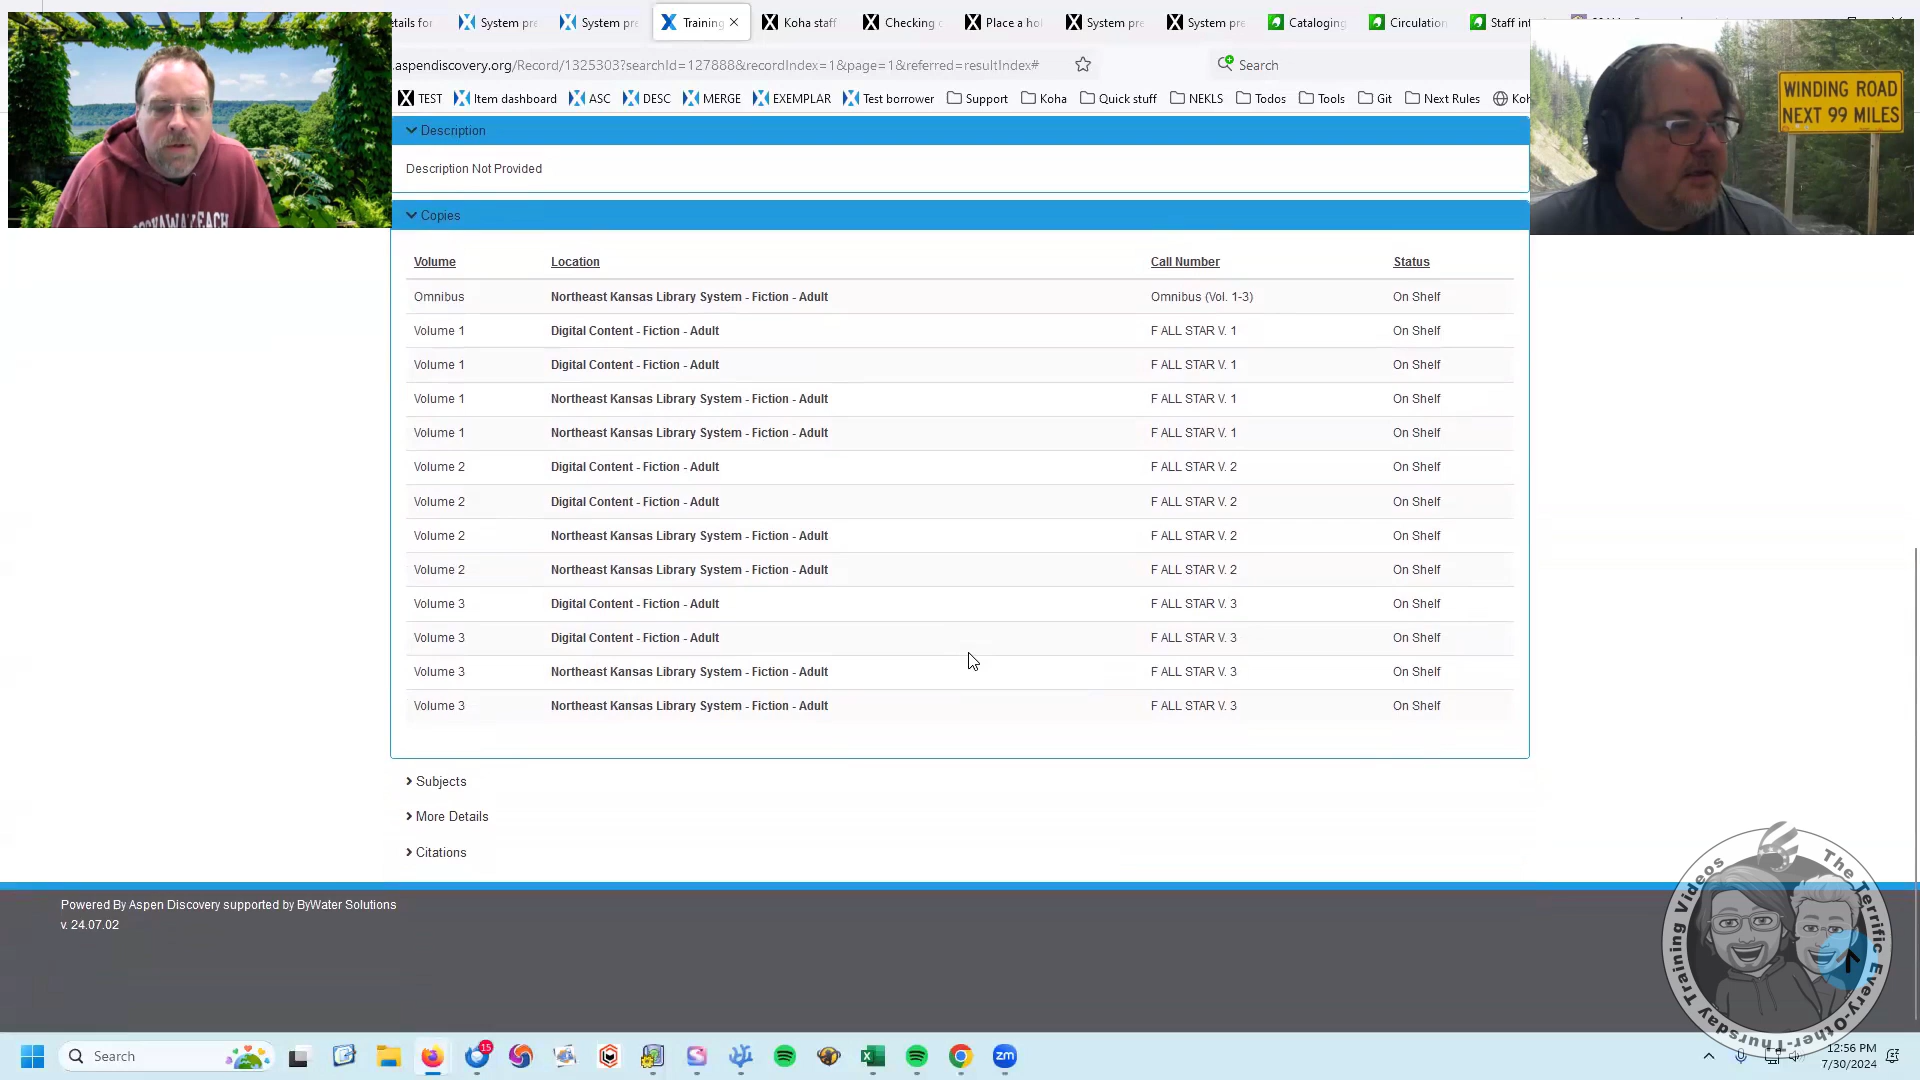 etails for
System pre
System pre
Training
Koha staff
Checking o
Place a hol
System pre
System pre
Cataloging
Circulation
Staff int
.aspendiscovery.org/Record/1325303?searchId=127888&recordIndex=1&page=1&referred=resultIndex#
Search
TEST
Item dashboard
ASC
DESC
MERGE
EXEMPLAR
Test borrower
Support
Koha
Quick stuff
NEKLS
Todos
Tools
Git
Next Rules
Koh
WINDING ROAD
NEXT 99 MILES
Description
Description Not Provided
Copies
Volume Location Call Number Status
Omnibus Northeast Kansas Library System - Fiction - Adult Omnibus (Vol. 1-3) On Shelf
Volume 1 Digital Content - Fiction - Adult F ALL STAR V. 1 On Shelf
Volume 1 Digital Content - Fiction - Adult F ALL STAR V. 1 On Shelf
Volume 1 Northeast Kansas Library System - Fiction - Adult F ALL STAR V. 1 On Shelf
Volume 1 Northeast Kansas Library System - Fiction - Adult F ALL STAR V. 1 On Shelf
Volume 2 Digital Content - Fiction - Adult F ALL STAR V. 2 On Shelf
Volume 2 Digital Content - Fiction - Adult F ALL STAR V. 2 On Shelf
Volume 2 Northeast Kansas Library System - Fiction - Adult F ALL STAR V. 2 On Shelf
Volume 2 Northeast Kansas Library System - Fiction - Adult F ALL STAR V. 2 On Shelf
Volume 3 Digital Content - Fiction - Adult F ALL STAR V. 3 On Shelf
Volume 3 Digital Content - Fiction - Adult F ALL STAR V. 3 On Shelf
Volume 3 Northeast Kansas Library System - Fiction - Adult F ALL STAR V. 3 On Shelf
Volume 3 Northeast Kansas Library System - Fiction - Adult F ALL STAR V. 3 On Shelf
Subjects
More Details
Citations
Powered By Aspen Discovery supported by ByWater Solutions
v. 24.07.02
The Terrific Every-Other-Thursday Training Videos
Search
15
zm
12:56 PM
7/30/2024